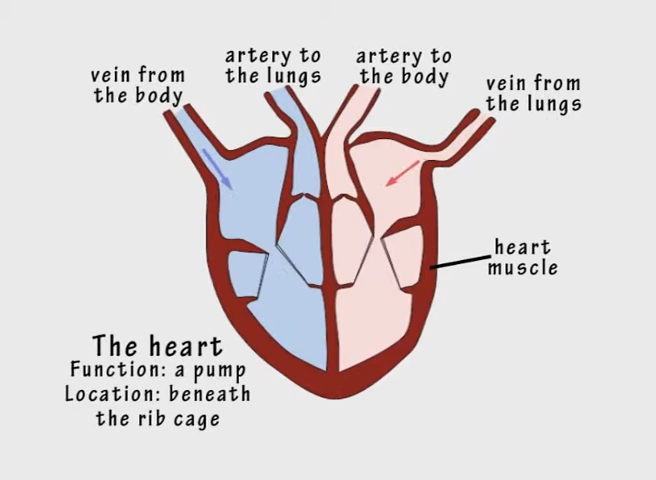 vein from
the body
artery to
the lungs
artery to
the body
vein from
the lungs
heart
muscle
The heart
Function: a pump
Location: beneath
the rib cage